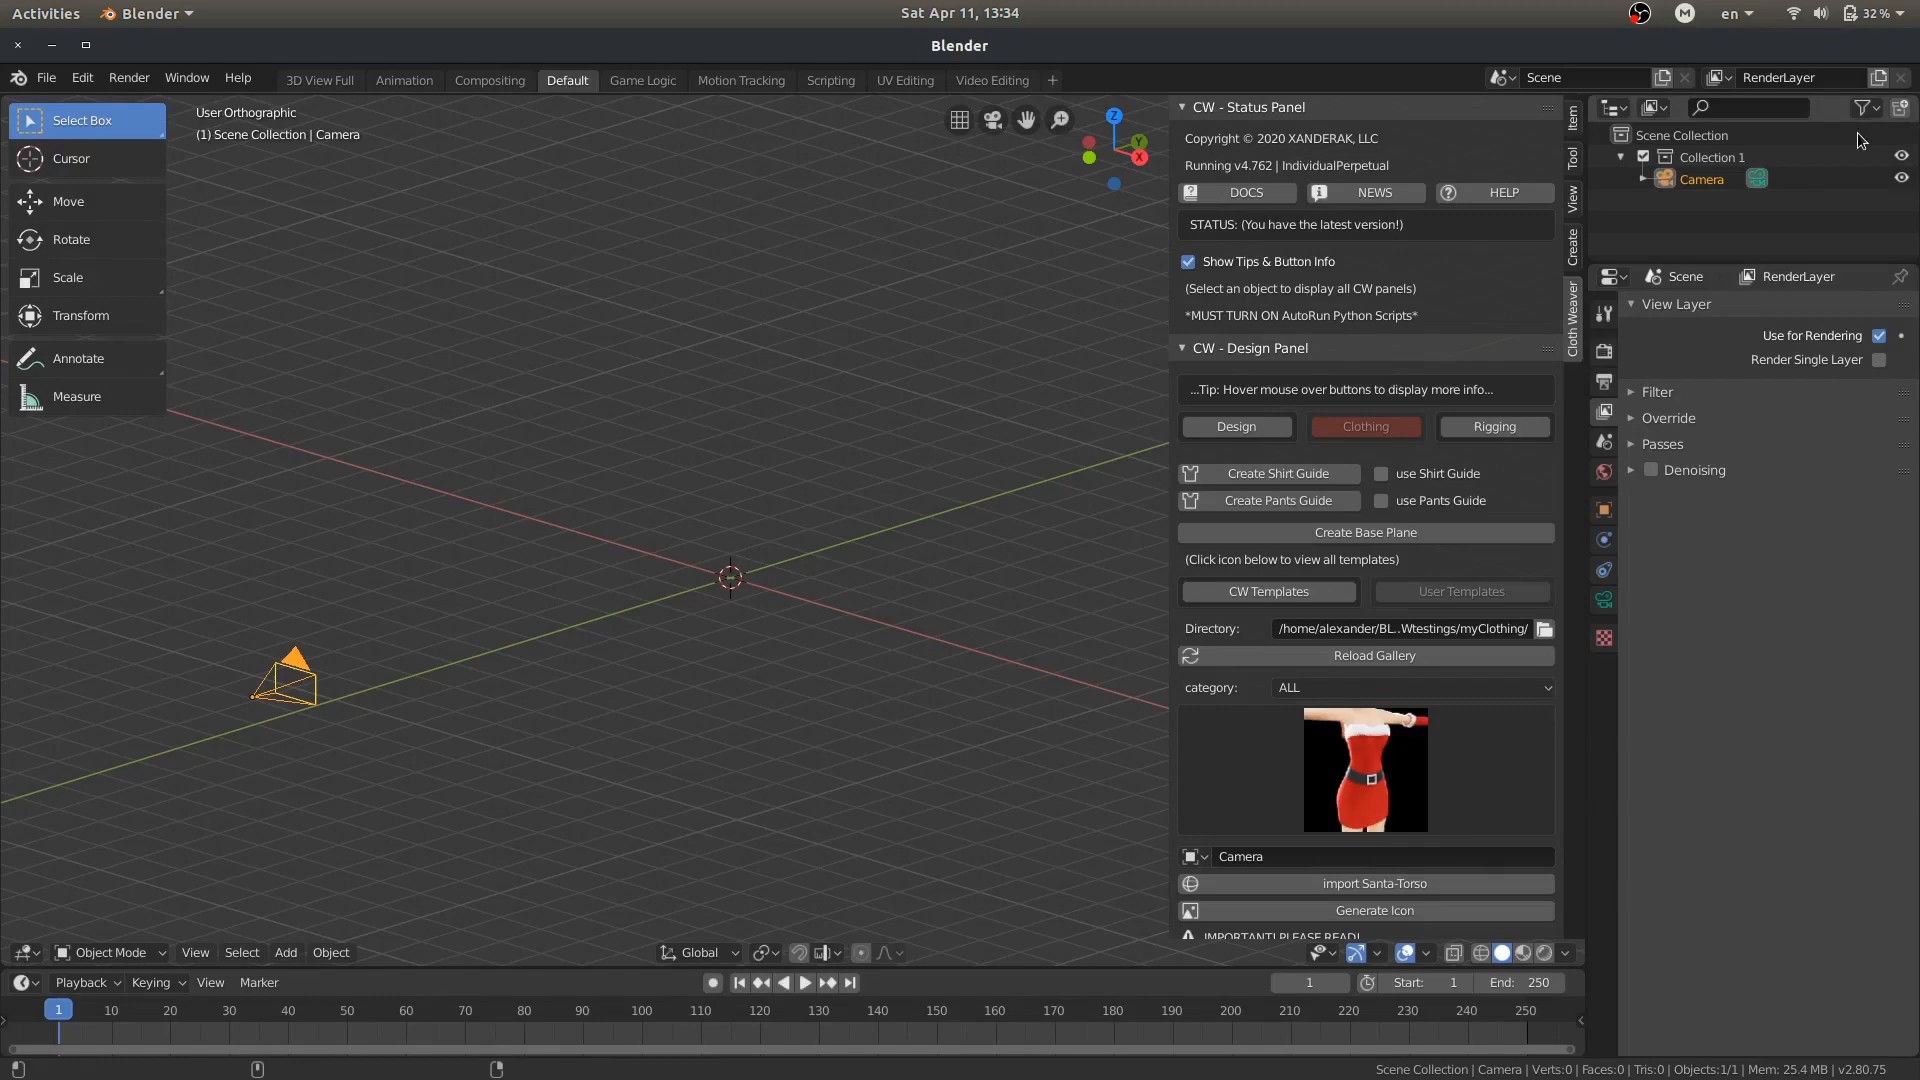 Activities Blender Sat Apr 11, 13:34 en 32 %
Blender
File Edit Render Window Help 3D View Full Animation Compositing Default Game Logic Motion Tracking Scripting UV Editing Video Editing + Scene RenderLayer
Select Box
Cursor
Move
Rotate
Scale
Transform
Annotate
Measure
User Orthographic
(1) Scene Collection | Camera
Z
Y
X
CW - Status Panel
Copyright © 2020 XANDERAK, LLC
Running v4.762 | IndividualPerpetual
DOCS NEWS HELP
STATUS: (You have the latest version!)
Show Tips & Button Info
(Select an object to display all CW panels)
*MUST TURN ON AutoRun Python Scripts*
CW - Design Panel
...Tip: Hover mouse over buttons to display more info...
Design Clothing Rigging
Create Shirt Guide use Shirt Guide
Create Pants Guide use Pants Guide
Create Base Plane
(Click icon below to view all templates)
CW Templates User Templates
Directory: /home/alexander/BL..Wtestings/myClothing/
Reload Gallery
category: ALL
Camera
import Santa-Torso
Generate Icon
IMPORTANT! PLEASE READ!
Item
Tool
View
Create
Cloth Weaver
Scene Collection
Collection 1
Camera
Scene RenderLayer
View Layer
Use for Rendering
Render Single Layer
Filter
Override
Passes
Denoising
Object Mode View Select Add Object Global
Playback Keying View Marker 1 Start: 1 End: 250
1 10 20 30 40 50 60 70 80 90 100 110 120 130 140 150 160 170 180 190 200 210 220 230 240 250
Scene Collection | Camera | Verts:0 | Faces:0 | Tris:0 | Objects:1/1 | Mem: 25.4 MB | v2.80.75